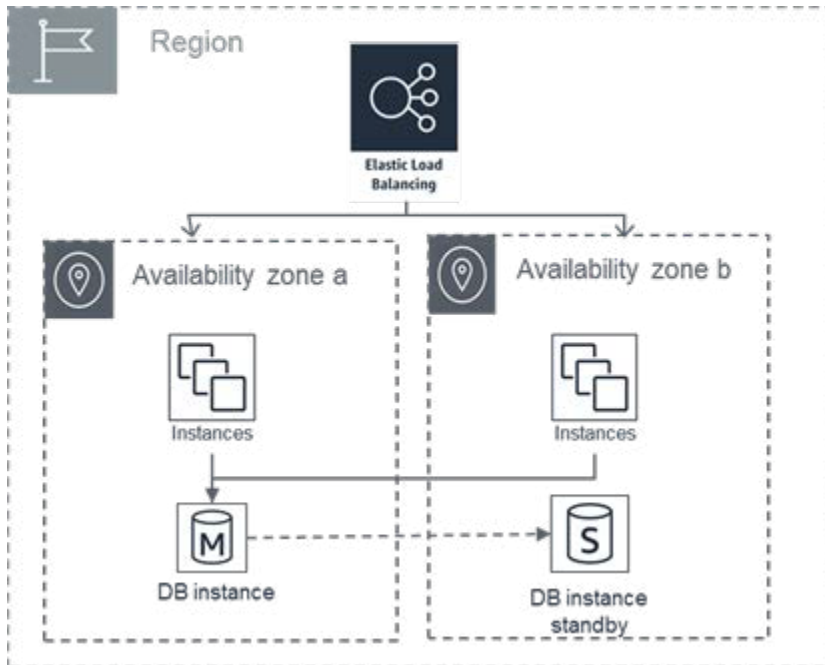 Region
Elastic Load
Balancing
Availability zone a
Availability zone b
Instances
Instances
M
S
DB instance
DB instance
standby